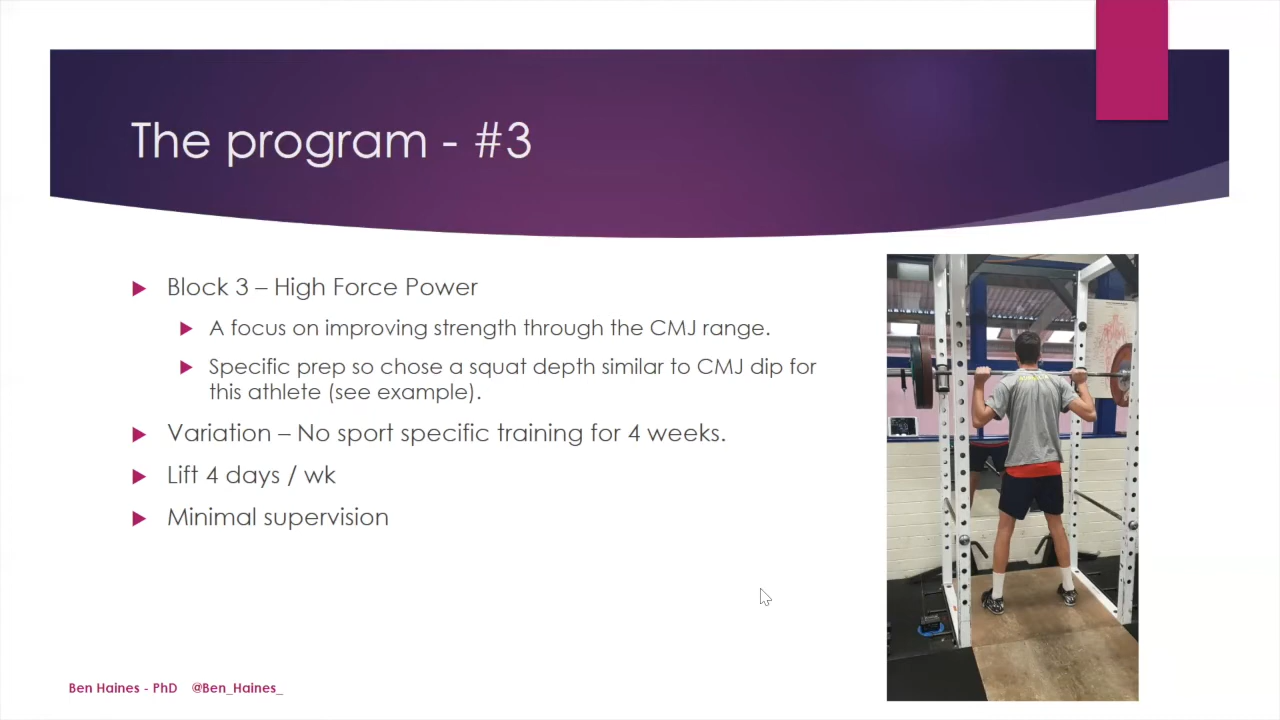 The program - #3
Block 3 – High Force Power
A focus on improving strength through the CMJ range.
Specific prep so chose a squat depth similar to CMJ dip for
this athlete (see example).
Variation – No sport specific training for 4 weeks.
Lift 4 days / wk
Minimal supervision
Ben Haines - PhD @Ben_Haines_